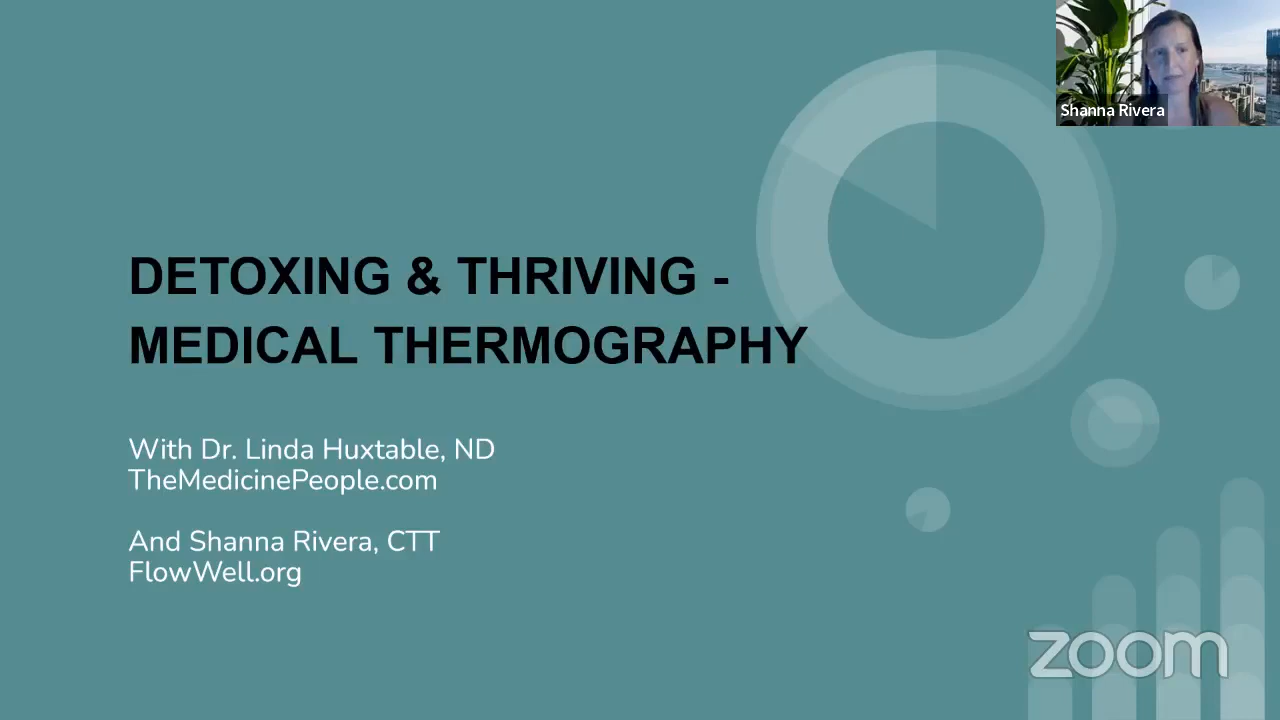 Shanna Rivera
DETOXING & THRIVING -
MEDICAL THERMOGRAPHY
With Dr. Linda Huxtable, ND
TheMedicinePeople.com
And Shanna Rivera, CTT
FlowWell.org
zoom